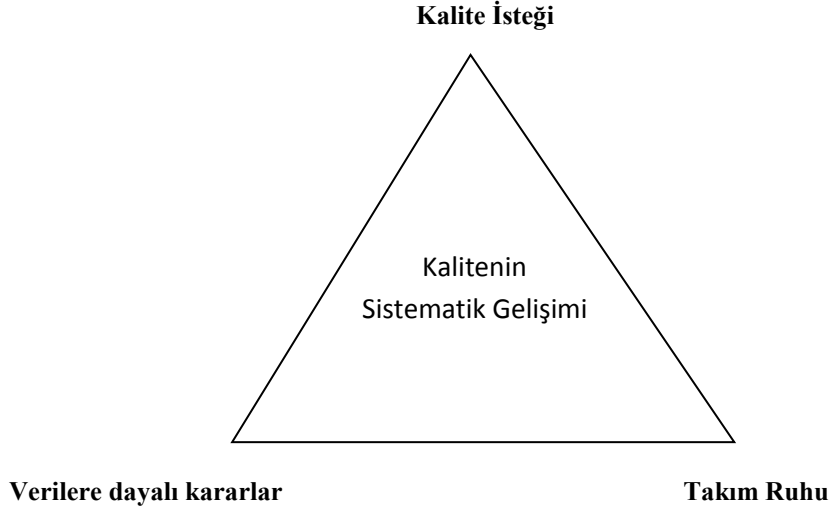 Kalite İsteği
Kalitenin
Sistematik Gelişimi
Verilere dayalı kararlar
Takım Ruhu